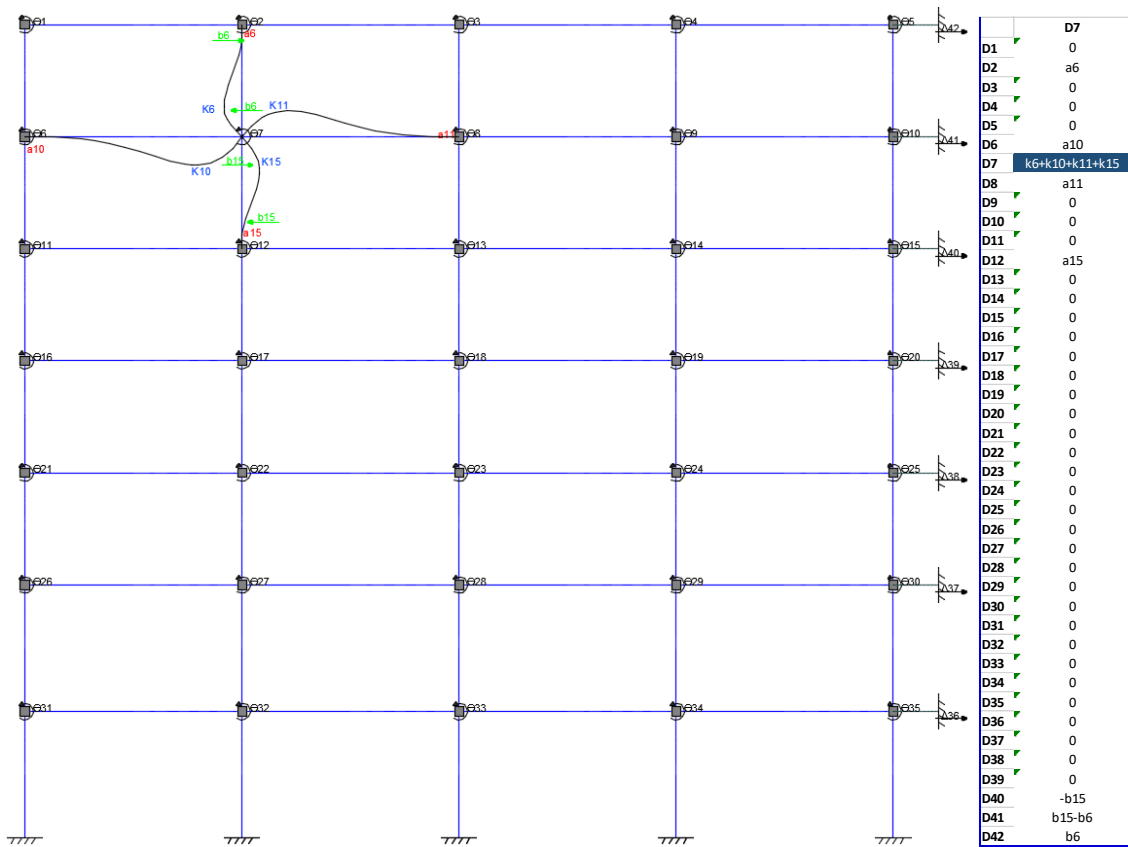 Θ1 Θ2 Θ3 Θ4 Θ5 Δ42
a6
b6
K6 b6 K11
Θ6 Θ7 a11 Θ8 Θ9 Θ10 Δ41
a10
K10 b15 K15
b15
a15
Θ11 Θ12 Θ13 Θ14 Θ15 Δ40
Θ16 Θ17 Θ18 Θ19 Θ20 Δ39
Θ21 Θ22 Θ23 Θ24 Θ25 Δ38
Θ26 Θ27 Θ28 Θ29 Θ30 Δ37
Θ31 Θ32 Θ33 Θ34 Θ35 Δ36
D7
D1 0
D2 a6
D3 0
D4 0
D5 0
D6 a10
D7 k6+k10+k11+k15
D8 a11
D9 0
D10 0
D11 0
D12 a15
D13 0
D14 0
D15 0
D16 0
D17 0
D18 0
D19 0
D20 0
D21 0
D22 0
D23 0
D24 0
D25 0
D26 0
D27 0
D28 0
D29 0
D30 0
D31 0
D32 0
D33 0
D34 0
D35 0
D36 0
D37 0
D38 0
D39 0
D40 -b15
D41 b15-b6
D42 b6